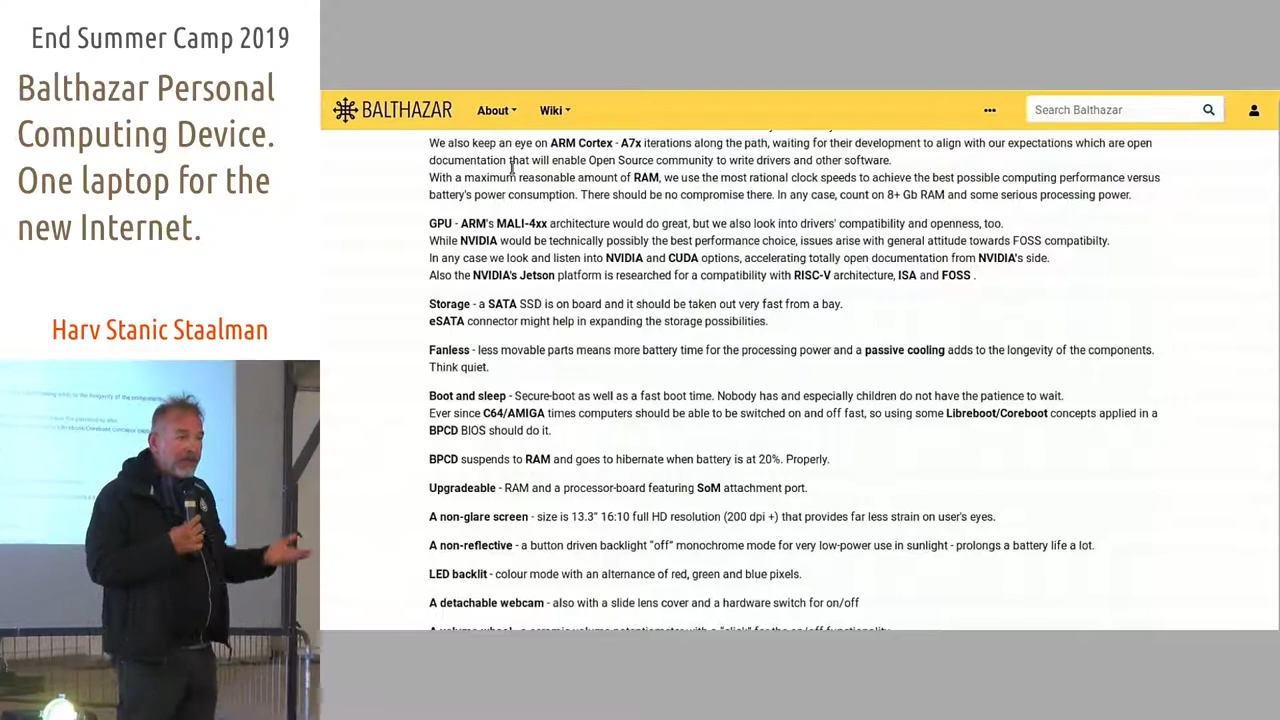 End Summer Camp 2019
Balthazar Personal
Computing Device.
One laptop for the
new Internet.
Harv Stanic Staalman
BALTHAZAR
About
Wiki
Search Balthazar
We also keep an eye on ARM Cortex - A7x iterations along the path, waiting for their development to align with our expectations which are open
documentation that will enable Open Source community to write drivers and other software.
With a maximum reasonable amount of RAM, we use the most rational clock speeds to achieve the best possible computing performance versus
battery's power consumption. There should be no compromise there. In any case, count on 8+ Gb RAM and some serious processing power.
GPU - ARM's MALI-4xx architecture would do great, but we also look into drivers' compatibility and openness, too.
While NVIDIA would be technically possibly the best performance choice, issues arise with general attitude towards FOSS compatibilty.
In any case we look and listen into NVIDIA and CUDA options, accelerating totally open documentation from NVIDIA's side.
Also the NVIDIA's Jetson platform is researched for a compatibility with RISC-V architecture, ISA and FOSS .
Storage - a SATA SSD is on board and it should be taken out very fast from a bay.
eSATA connector might help in expanding the storage possibilities.
Fanless - less movable parts means more battery time for the processing power and a passive cooling adds to the longevity of the components.
Think quiet.
Boot and sleep - Secure-boot as well as a fast boot time. Nobody has and especially children do not have the patience to wait.
Ever since C64/AMIGA times computers should be able to be switched on and off fast, so using some Libreboot/Coreboot concepts applied in a
BPCD BIOS should do it.
BPCD suspends to RAM and goes to hibernate when battery is at 20%. Properly.
Upgradeable - RAM and a processor-board featuring SoM attachment port.
A non-glare screen - size is 13.3" 16:10 full HD resolution (200 dpi +) that provides far less strain on user's eyes.
A non-reflective - a button driven backlight “off” monochrome mode for very low-power use in sunlight - prolongs a battery life a lot.
LED backlit - colour mode with an alternance of red, green and blue pixels.
A detachable webcam - also with a slide lens cover and a hardware switch for on/off